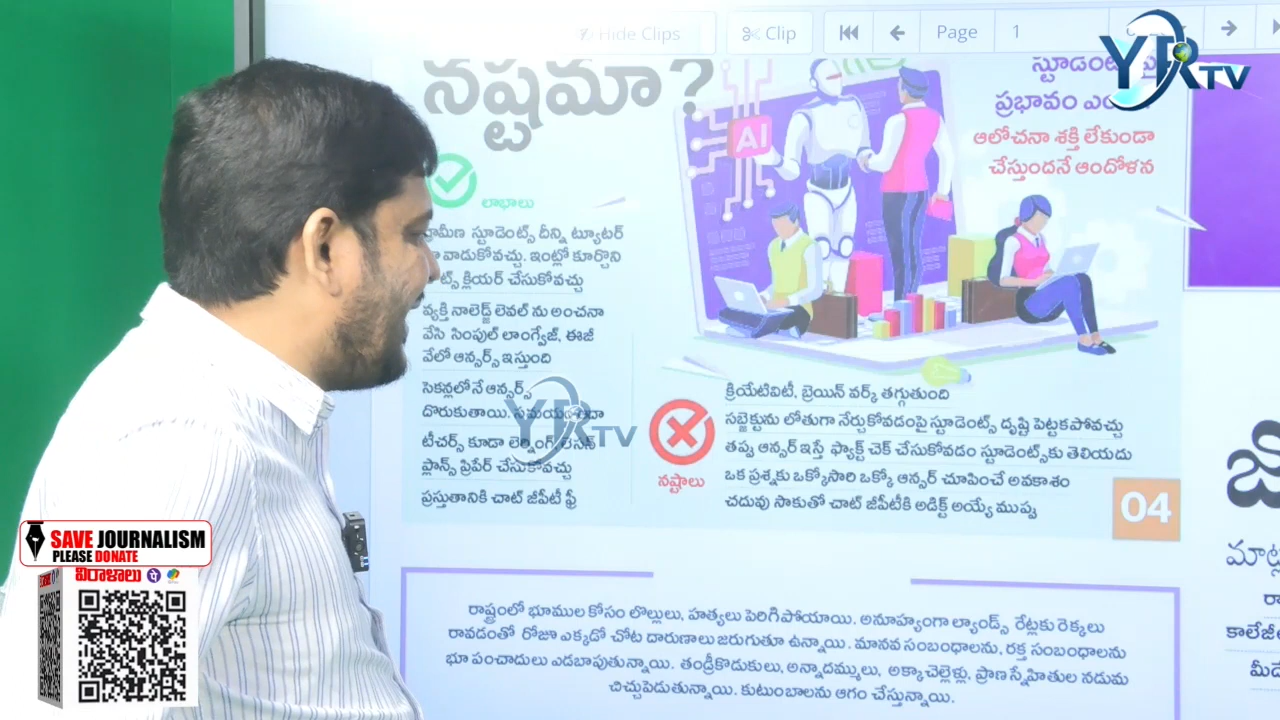 Hide Clips
Clip
Page
1
YR TV
నష్టమా?
ప్రభావం
ఆలోచనా శక్తి లేకుండా
చేస్తుందనే ఆందోళన
AI
లాభాలు
స్టూడెంట్స్ దీన్ని ట్యూటర్
వాడుకోవచ్చు. ఇంట్లో కూర్చొని
క్లియర్ చేసుకోవచ్చు
వ్యక్తి నాలెడ్జ్ లెవల్ ను అంచనా
వేసి సింపుల్ లాంగ్వేజ్, ఈజీ
వేలో ఆన్సర్స్ ఇస్తుంది
సెకన్లలోనే ఆన్సర్స్
దొరుకుతాయి.
టీచర్స్ కూడా లెర్నింగ్ లెసన్
ప్లాన్స్ ప్రిపేర్ చేసుకోవచ్చు
ప్రస్తుతానికి చాట్ జీపీటీ ఫ్రీ
YR TV
నష్టాలు
క్రియేటివిటీ, బ్రెయిన్ వర్క్ తగ్గుతుంది
సబ్జెక్టును లోతుగా నేర్చుకోవడంపై స్టూడెంట్స్ దృష్టి పెట్టకపోవచ్చు
తప్పు ఆన్సర్ ఇస్తే ఫ్యాక్ట్ చెక్ చేసుకోవడం స్టూడెంట్స్‌కు తెలియదు
ఒక ప్రశ్నకు ఒక్కోసారి ఒక్కో ఆన్సర్ చూపించే అవకాశం
చదువు సాకుతో చాట్ జీపీటీకి అడిక్ట్ అయ్యే ముప్పు
04
రాష్ట్రంలో భూముల కోసం లొల్లులు, హత్యలు పెరిగిపోయాయి. అనూహ్యంగా ల్యాండ్స్ రేట్లకు రెక్కలు
రావడంతో రోజూ ఎక్కడో చోట దారుణాలు జరుగుతూ ఉన్నాయి. మానవ సంబంధాలను, రక్త సంబంధాలను
భూ పంచాదులు ఎడబాపుతున్నాయి. తండ్రీకొడుకులు, అన్నాదమ్ములు, అక్కాచెల్లెళ్లు, ప్రాణ స్నేహితుల నడుమ
చిచ్చుపెడుతున్నాయి. కుటుంబాలను ఆగం చేస్తున్నాయి.
SAVE JOURNALISM
PLEASE DONATE
విరాళాలు